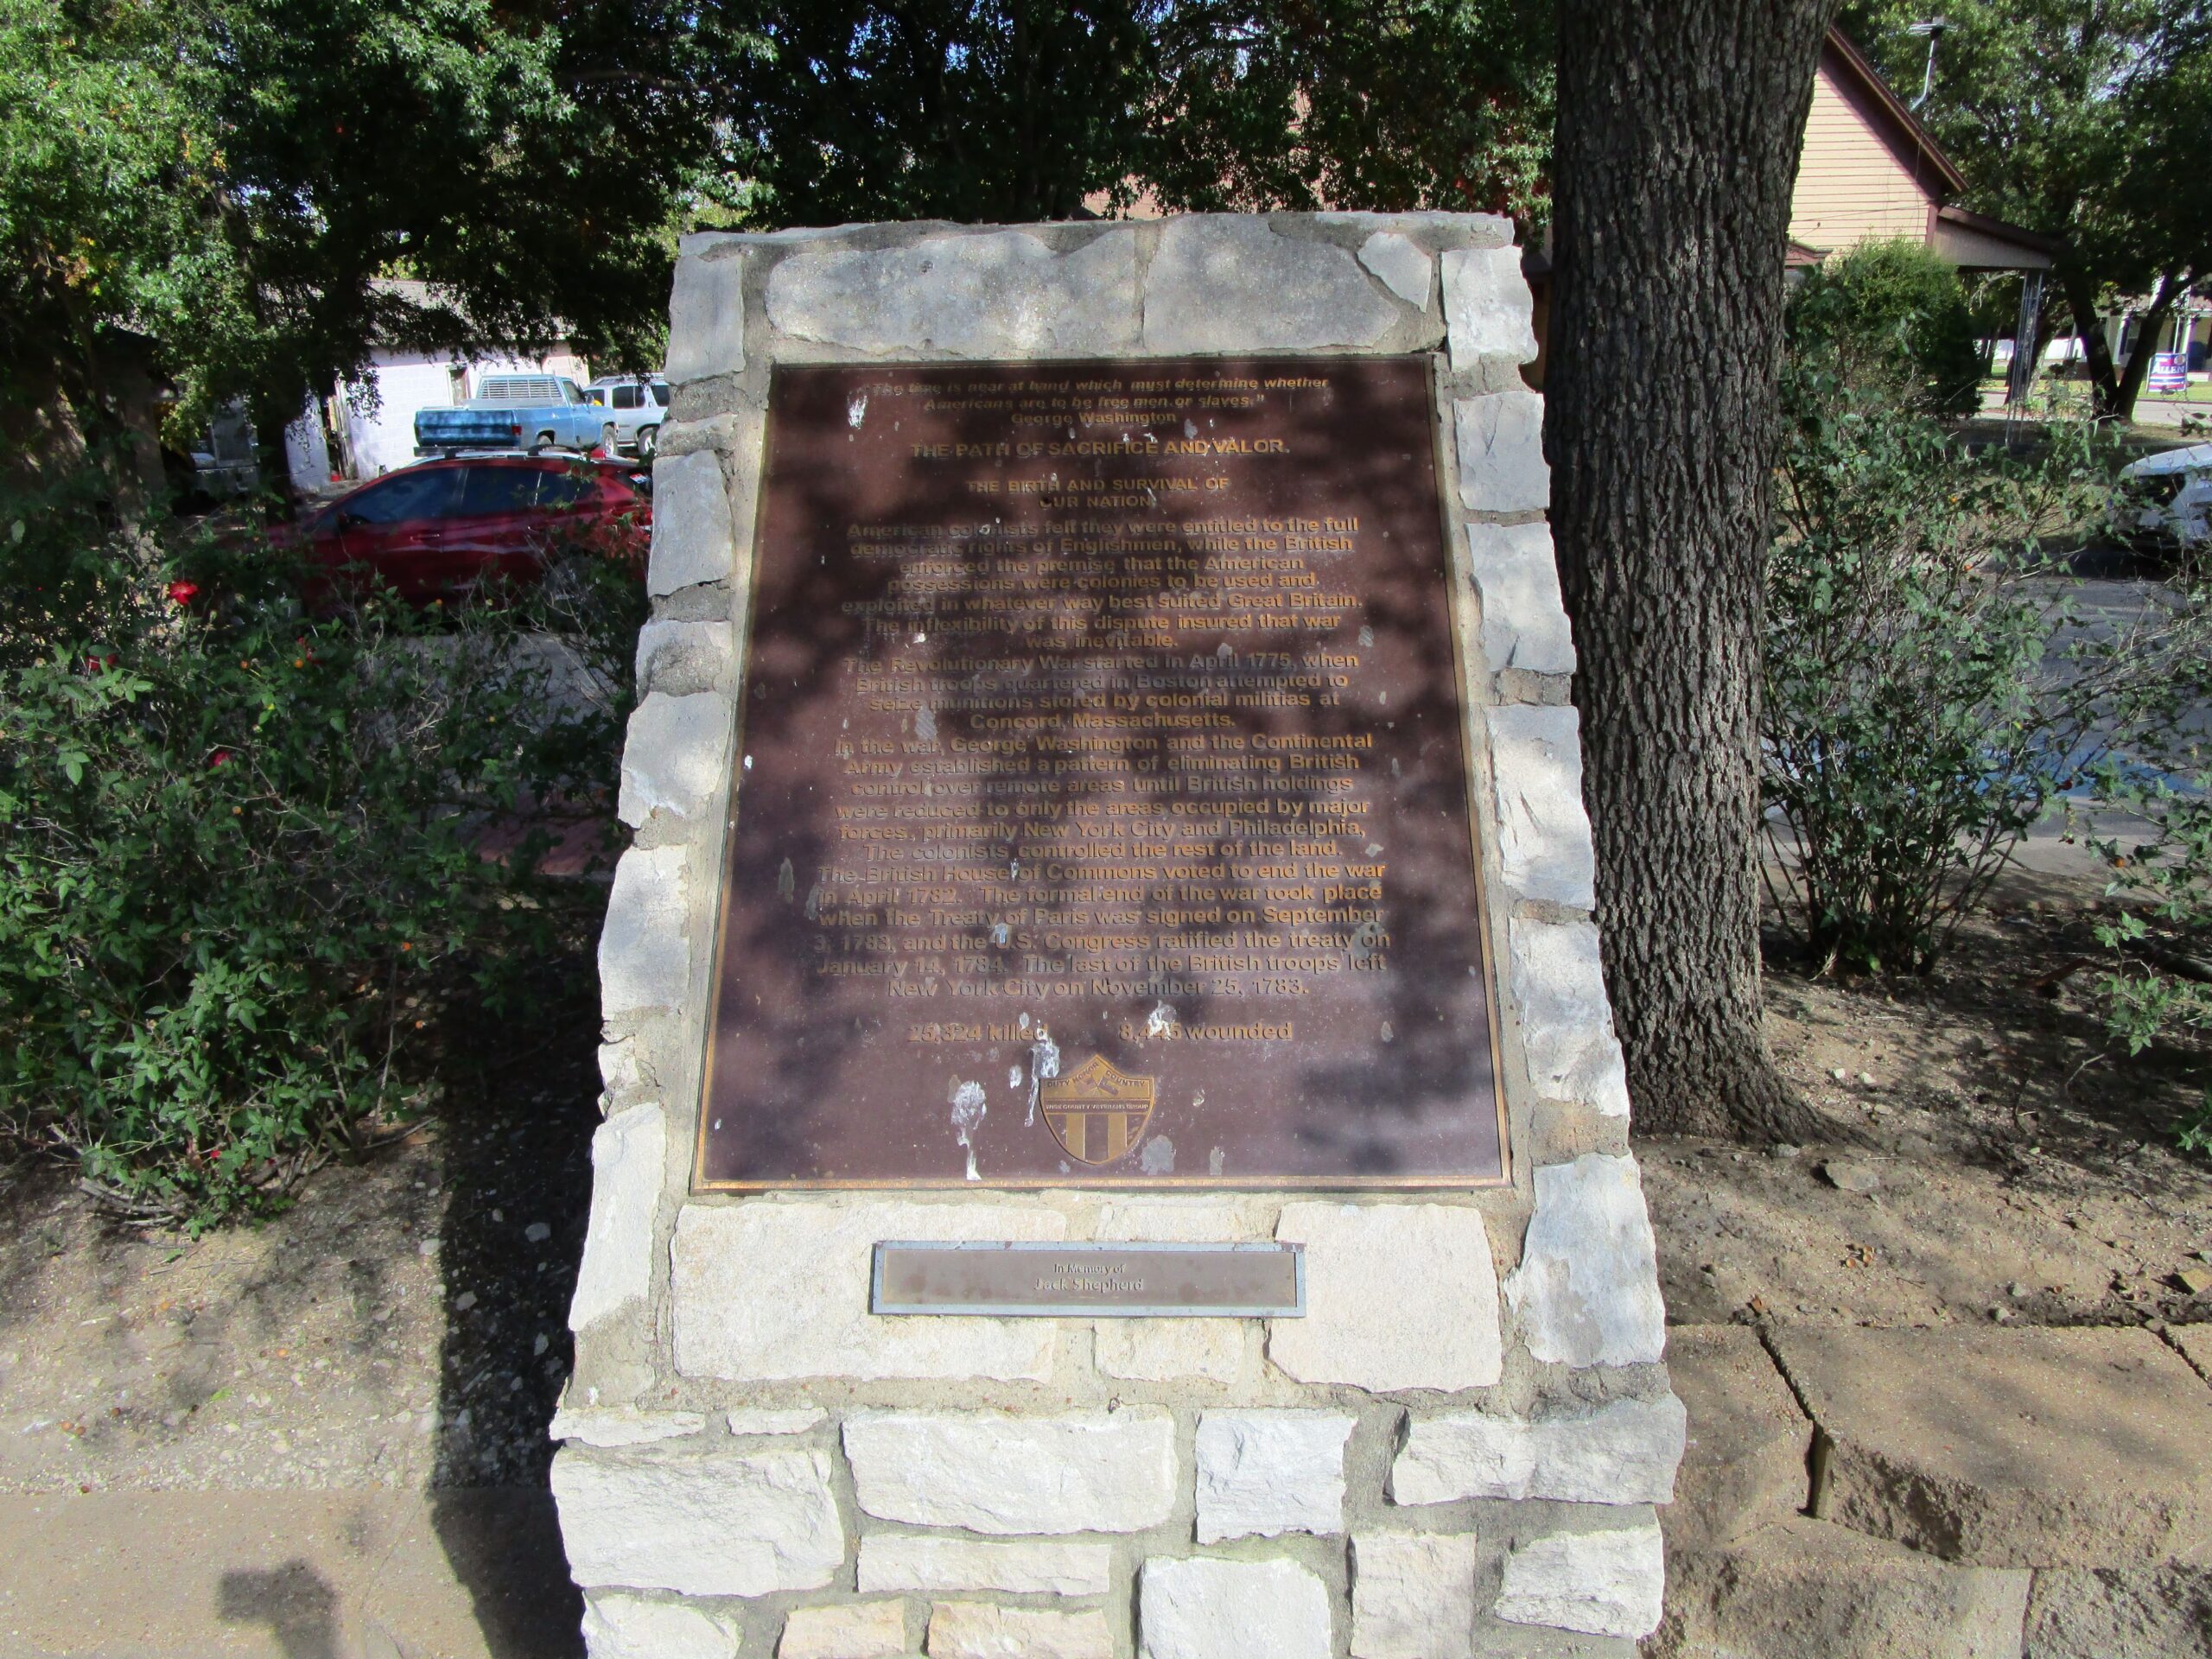 "The time is near at hand which must determine whether
Americans are to be free men or slaves."
George Washington
THE PATH OF SACRIFICE AND VALOR.
THE BIRTH AND SURVIVAL OF
OUR NATION
American colonists felt they were entitled to the full
democratic rights of Englishmen, while the British
enforced the premise that the American
possessions were colonies to be used and
exploited in whatever way best suited Great Britain.
The inflexibility of this dispute insured that war
was inevitable.
The Revolutionary War started in April 1775, when
British troops quartered in Boston attempted to
seize munitions stored by colonial militias at
Concord, Massachusetts.
In the war, George Washington and the Continental
Army established a pattern of eliminating British
control over remote areas until British holdings
were reduced to only the areas occupied by major
forces, primarily New York City and Philadelphia,
The colonists controlled the rest of the land.
The British House of Commons voted to end the war
in April 1782. The formal end of the war took place
when the Treaty of Paris was signed on September
3, 1783, and the U.S. Congress ratified the treaty on
January 14, 1784. The last of the British troops left
New York City on November 25, 1783.
25,324 killed 8,445 wounded
DUTY HONOR COUNTRY
COUNTY VETERANS GROUP
In Memory of
Jack Shepherd
ALLEN